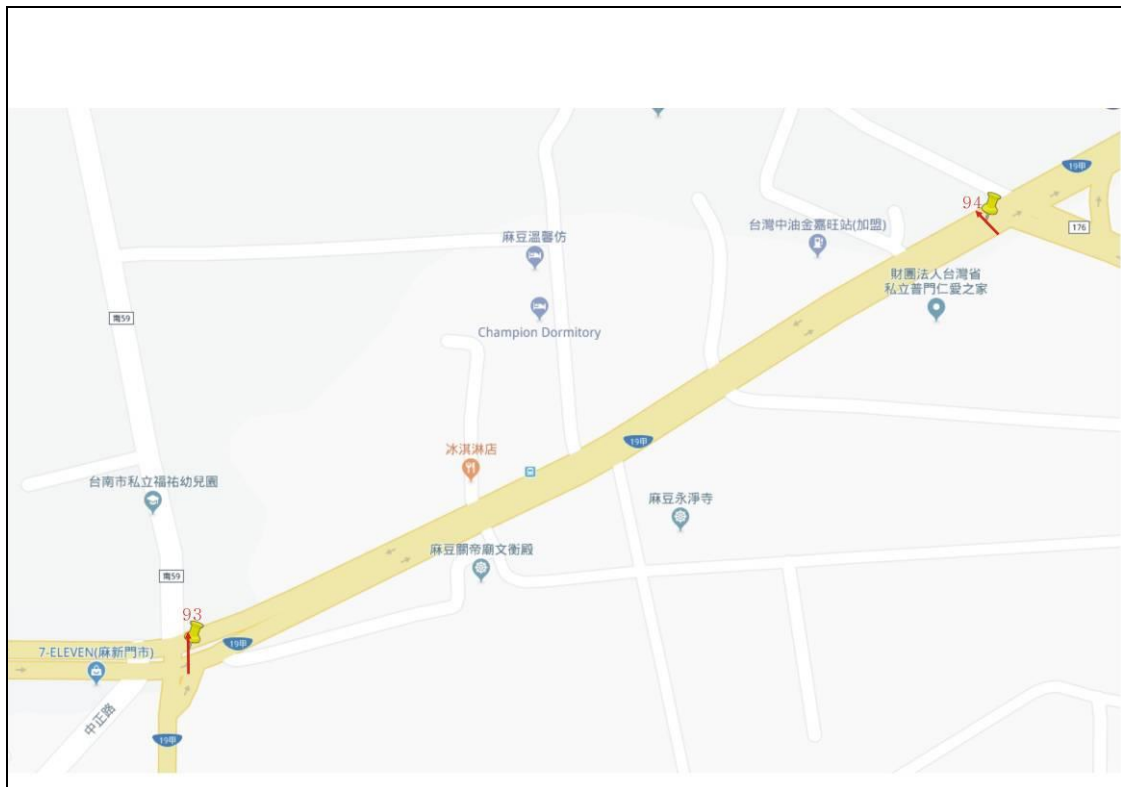 19甲
94
台灣中油金嘉旺站(加盟)
176
麻豆溫馨仿
財團法人台灣省
私立普門仁愛之家
南59
Champion Dormitory
19甲
冰淇淋店
台南市私立福祐幼兒園
麻豆永淨寺
麻豆關帝廟文衡殿
南59
93
19甲
7-ELEVEN(麻新門市)
中正路
19甲